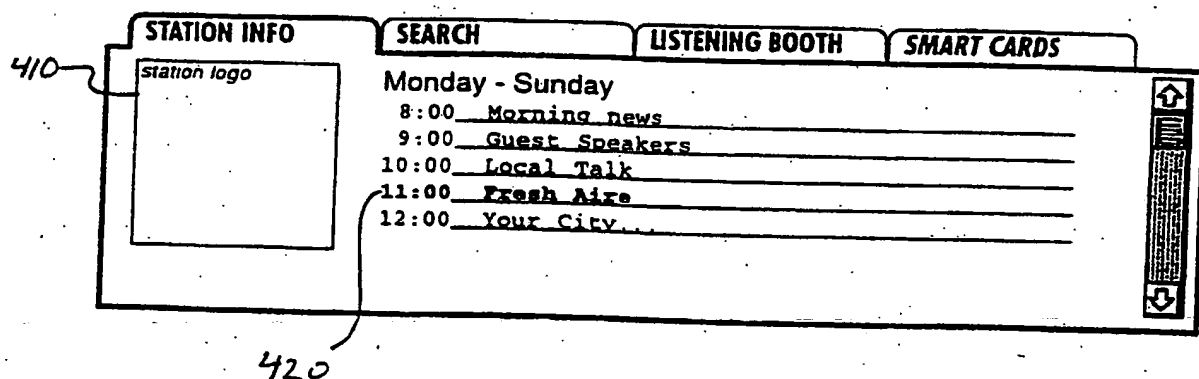 STATION INFO SEARCH LISTENING BOOTH SMART CARDS
410 station logo
Monday - Sunday
8:00 Morning news
9:00 Guest Speakers
10:00 Local Talk
11:00 Fresh Aire
12:00 Your City...
420